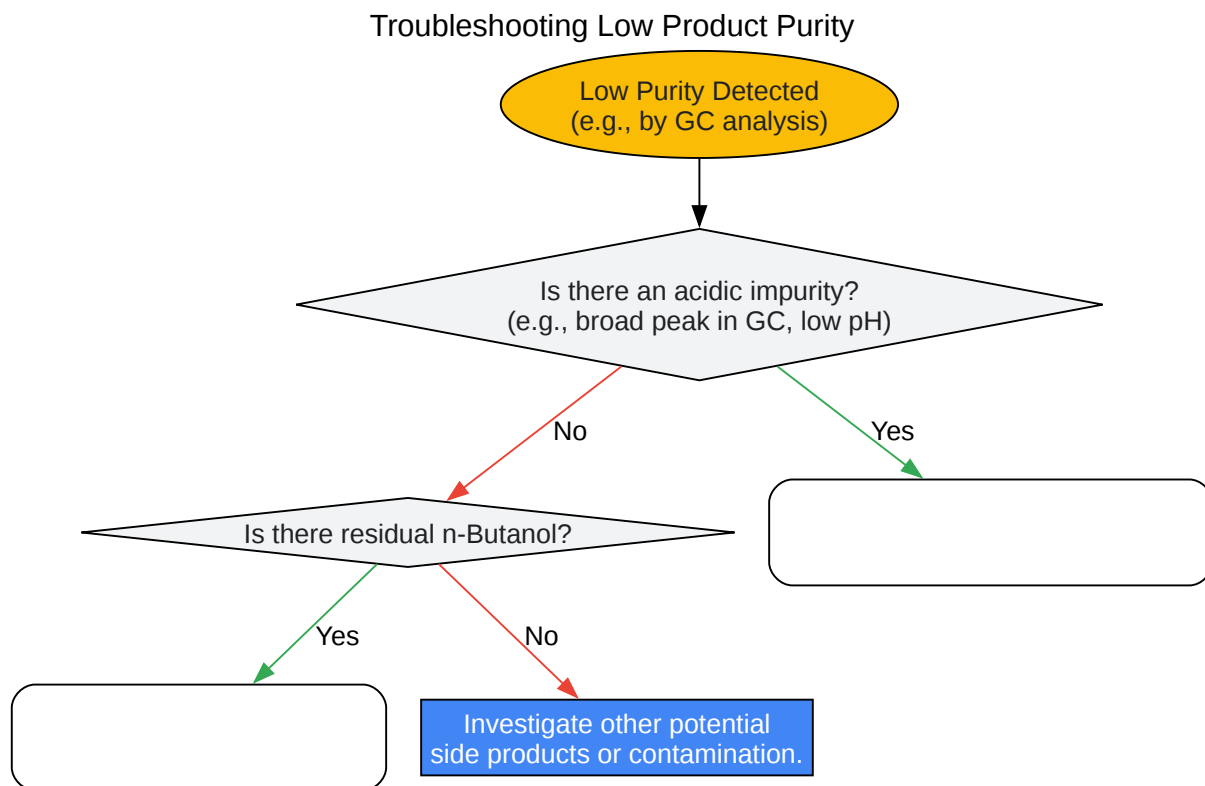 Troubleshooting Low Product Purity
Low Purity Detected
(e.g., by GC analysis)
Is there an acidic impurity?
(e.g., broad peak in GC, low pH)
No
Yes
Is there residual n-Butanol?
Yes
No
Investigate other potential
side products or contamination.